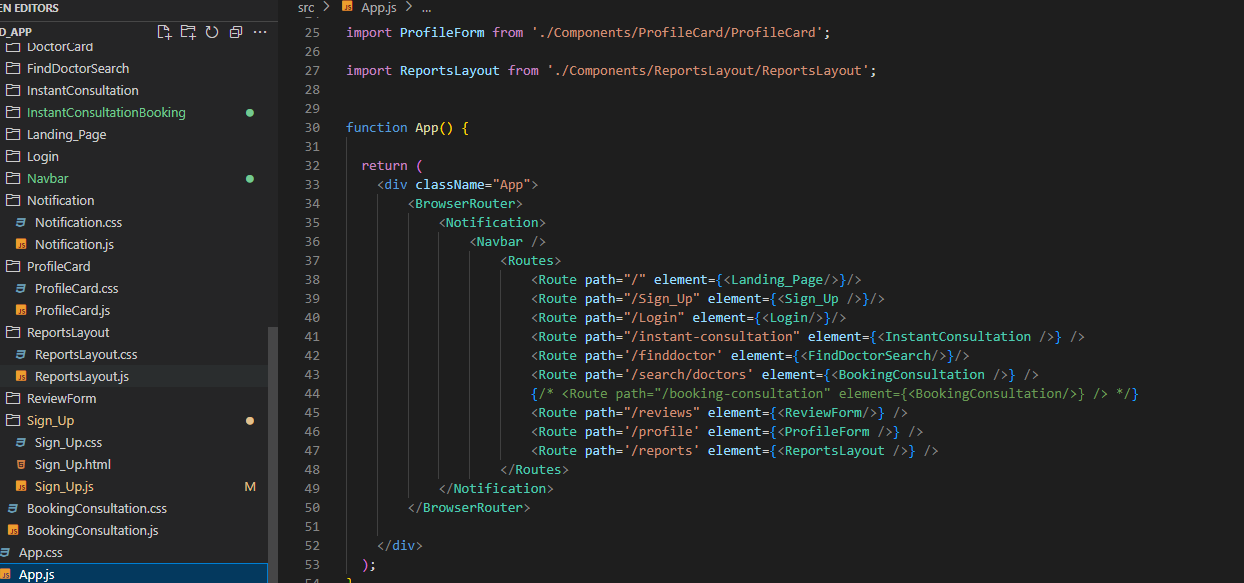 EN EDITORS
D_APP
DoctorCard
FindDoctorSearch
InstantConsultation
InstantConsultationBooking
Landing_Page
Login
Navbar
Notification
Notification.css
JS Notification.js
ProfileCard
ProfileCard.css
JS ProfileCard.js
ReportsLayout
ReportsLayout.css
JS ReportsLayout.js
ReviewForm
Sign_Up
Sign_Up.css
Sign_Up.html
JS Sign_Up.js M
BookingConsultation.css
JS BookingConsultation.js
App.css
JS App.js
src > JS App.js > ...
25 import ProfileForm from './Components/ProfileCard/ProfileCard';
26
27 import ReportsLayout from './Components/ReportsLayout/ReportsLayout';
28
29
30 function App() {
31
32 return (
33 <div className="App">
34 <BrowserRouter>
35 <Notification>
36 <Navbar />
37 <Routes>
38 <Route path="/" element={<Landing_Page/>}/>
39 <Route path="/Sign_Up" element={<Sign_Up />}/>
40 <Route path="/Login" element={<Login/>}/>
41 <Route path="/instant-consultation" element={<InstantConsultation />} />
42 <Route path='/finddoctor' element={<FindDoctorSearch/>}/>
43 <Route path='/search/doctors' element={<BookingConsultation />} />
44 {/* <Route path="/booking-consultation" element={<BookingConsultation/>} /> */}
45 <Route path="/reviews" element={<ReviewForm/>} />
46 <Route path='/profile' element={<ProfileForm />} />
47 <Route path='/reports' element={<ReportsLayout />} />
48 </Routes>
49 </Notification>
50 </BrowserRouter>
51
52 </div>
53 );
54 }